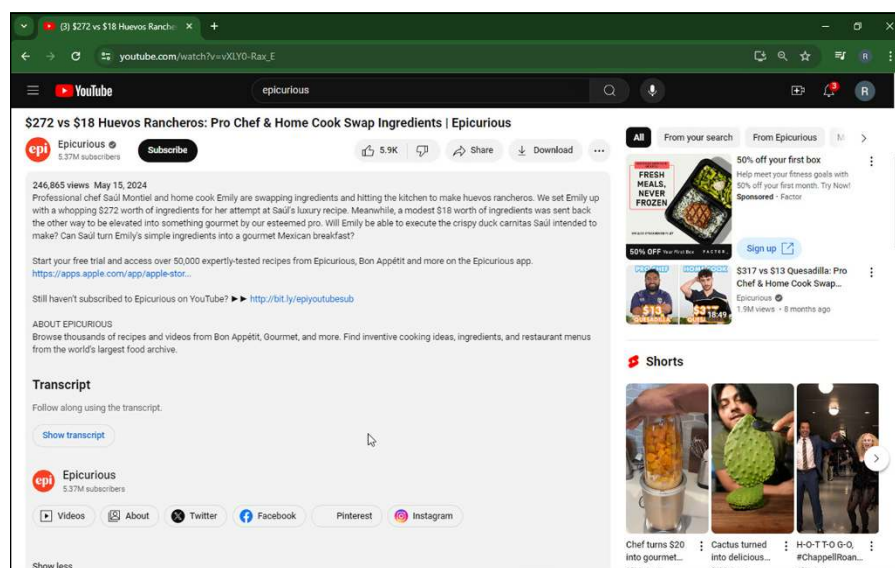 (3) $272 vs $18 Huevos Ranche
youtube.com/watch?v=vXLY0-Rax_E
R
YouTube
epicurious
3
R
$272 vs $18 Huevos Rancheros: Pro Chef & Home Cook Swap Ingredients | Epicurious
epi
Epicurious
5.37M subscribers
Subscribe
5.9K
Share
Download
246,865 views May 15, 2024
Professional chef Saúl Montiel and home cook Emily are swapping ingredients and hitting the kitchen to make huevos rancheros. We set Emily up
with a whopping $272 worth of ingredients for her attempt at Saúl's luxury recipe. Meanwhile, a modest $18 worth of ingredients was sent back
the other way to be elevated into something gourmet by our esteemed pro. Will Emily be able to execute the crispy duck carnitas Saúl intended to
make? Can Saúl turn Emily's simple ingredients into a gourmet Mexican breakfast?
Start your free trial and access over 50,000 expertly-tested recipes from Epicurious, Bon Appétit and more on the Epicurious app.
https://apps.apple.com/app/apple-stor...
Still haven't subscribed to Epicurious on YouTube? ►► http://bit.ly/epiyoutubesub
ABOUT EPICURIOUS
Browse thousands of recipes and videos from Bon Appétit, Gourmet, and more. Find inventive cooking ideas, ingredients, and restaurant menus
from the world's largest food archive.
Transcript
Follow along using the transcript.
Show transcript
epi
Epicurious
5.37M subscribers
Videos
About
Twitter
Facebook
Pinterest
Instagram
Show less
All
From your search
From Epicurious
M
FRESH
MEALS,
NEVER
FROZEN
50% OFF Your First Box FACTOR_
50% off your first box
Help meet your fitness goals with
50% off your first month. Try Now!
Sponsored · Factor
Sign up
PRO CHEF
HOME COOK
$13
QUESADILLA
18:49
$317 vs $13 Quesadilla: Pro
Chef & Home Cook Swap...
Epicurious
1.9M views · 8 months ago
Shorts
Chef turns $20
into gourmet...
Cactus turned
into delicious...
H-O-T T-O G-O,
#ChappellRoan...